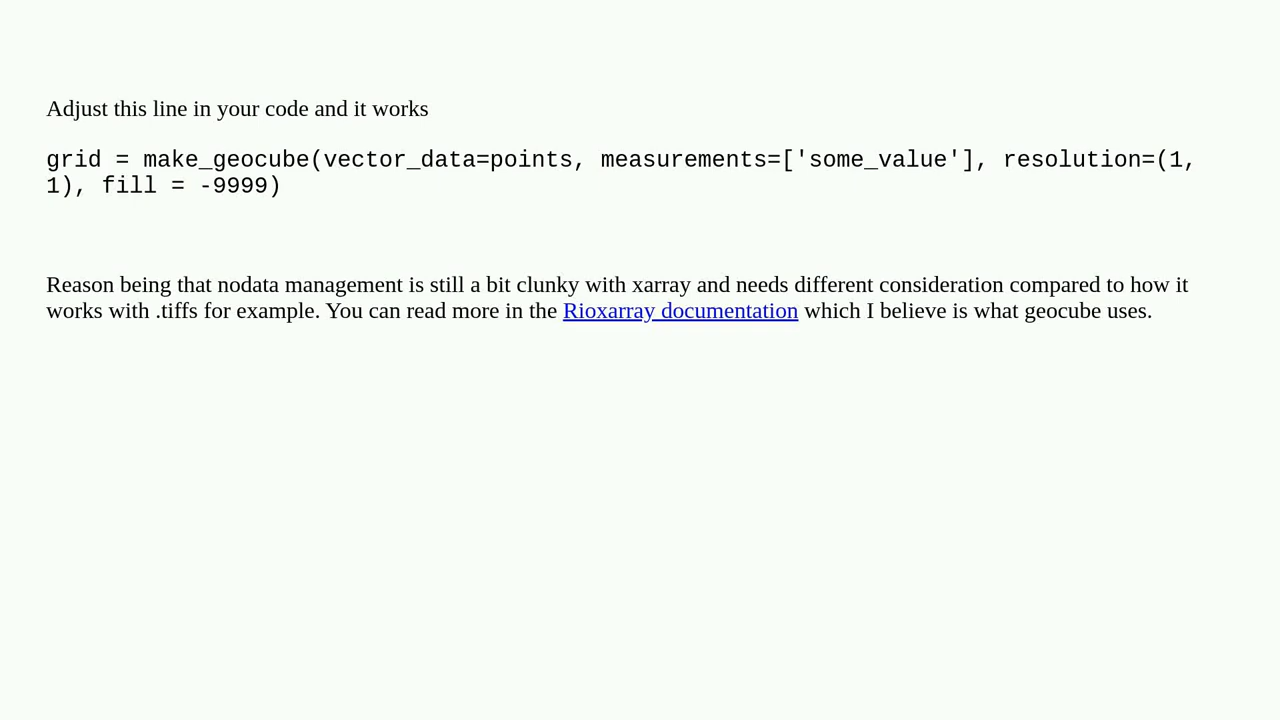 Adjust this line in your code and it works
grid = make_geocube(vector_data=points, measurements=['some_value'], resolution=(1,
1), fill = -9999)
Reason being that nodata management is still a bit clunky with xarray and needs different consideration compared to how it
works with .tiffs for example. You can read more in the Rioxarray documentation which I believe is what geocube uses.